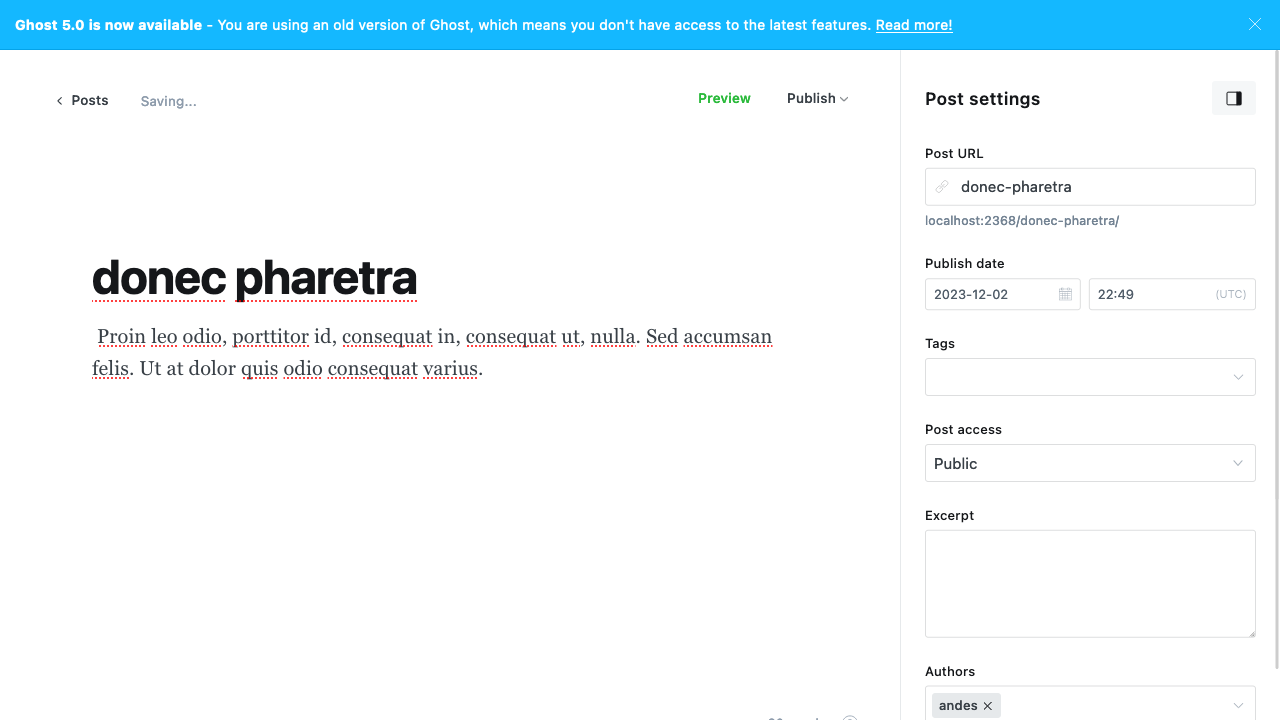 Ghost 5.0 is now available - You are using an old version of Ghost, which means you don't have access to the latest features. Read more!
Posts
Saving...
Preview
Publish
donec pharetra
Proin leo odio, porttitor id, consequat in, consequat ut, nulla. Sed accumsan
felis. Ut at dolor quis odio consequat varius.
Post settings
Post URL
donec-pharetra
localhost:2368/donec-pharetra/
Publish date
2023-12-02
22:49
(UTC)
Tags
Post access
Public
Excerpt
Authors
andes